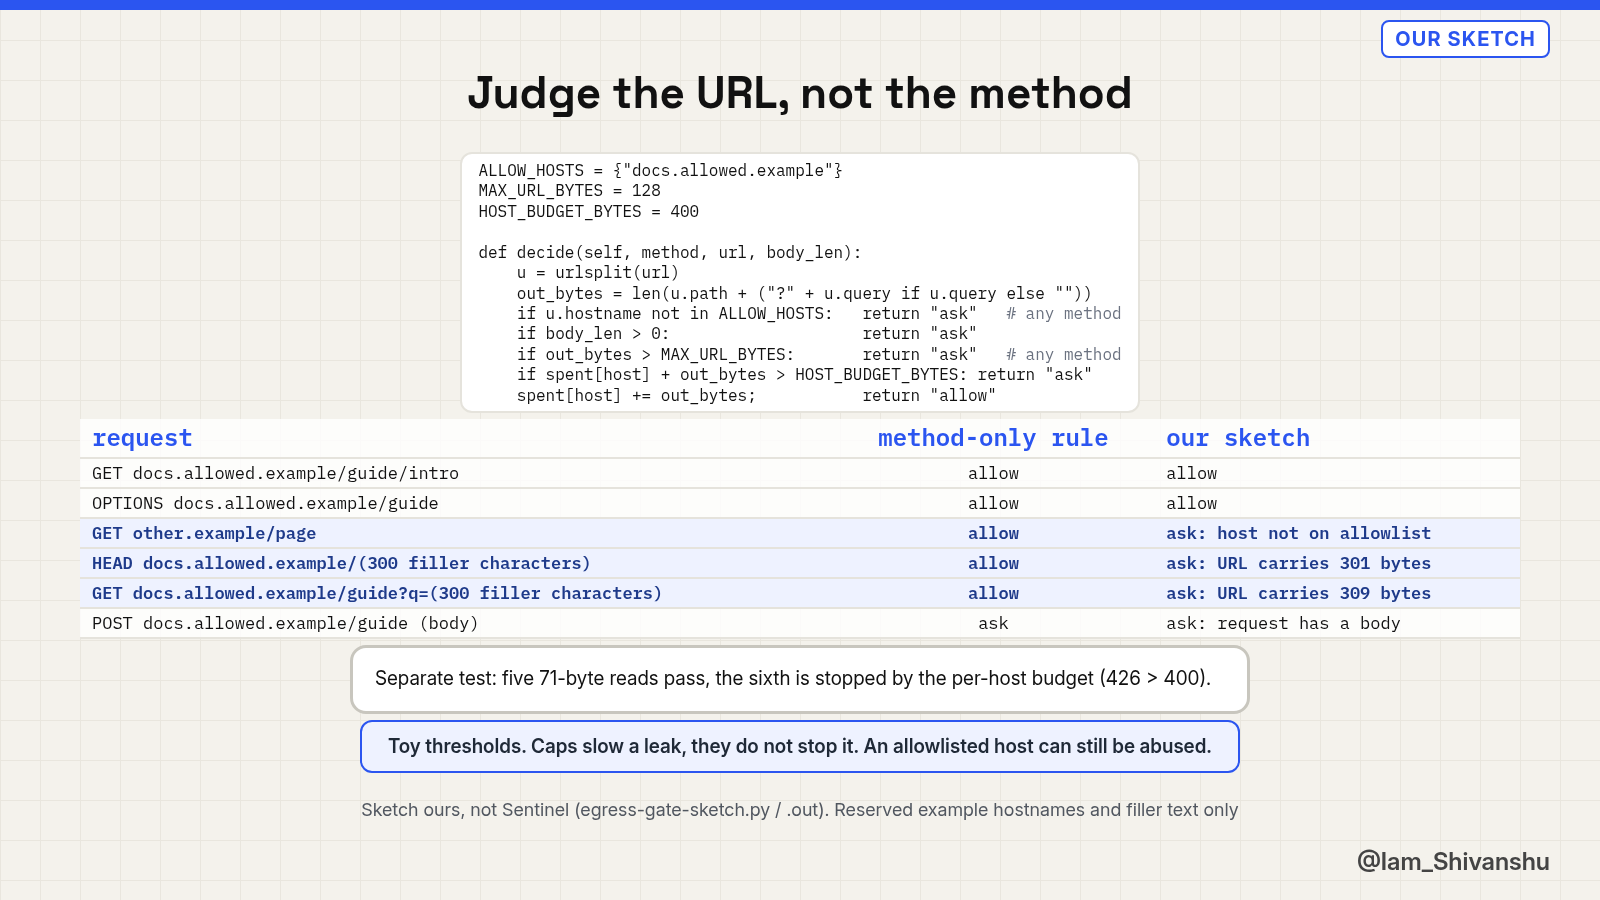 OUR SKETCH
Judge the URL, not the method
ALLOW_HOSTS = {"docs.allowed.example"}
MAX_URL_BYTES = 128
HOST_BUDGET_BYTES = 400
def decide(self, method, url, body_len):
    u = urlsplit(url)
    out_bytes = len(u.path + ("?" + u.query if u.query else ""))
    if u.hostname not in ALLOW_HOSTS:   return "ask"   # any method
    if body_len > 0:                    return "ask"
    if out_bytes > MAX_URL_BYTES:       return "ask"   # any method
    if spent[host] + out_bytes > HOST_BUDGET_BYTES: return "ask"
    spent[host] += out_bytes;           return "allow"
request method-only rule our sketch
GET docs.allowed.example/guide/intro allow allow
OPTIONS docs.allowed.example/guide allow allow
GET other.example/page allow ask: host not on allowlist
HEAD docs.allowed.example/(300 filler characters) allow ask: URL carries 301 bytes
GET docs.allowed.example/guide?q=(300 filler characters) allow ask: URL carries 309 bytes
POST docs.allowed.example/guide (body) ask ask: request has a body
Separate test: five 71-byte reads pass, the sixth is stopped by the per-host budget (426 > 400).
Toy thresholds. Caps slow a leak, they do not stop it. An allowlisted host can still be abused.
Sketch ours, not Sentinel (egress-gate-sketch.py / .out). Reserved example hostnames and filler text only
@Iam_Shivanshu